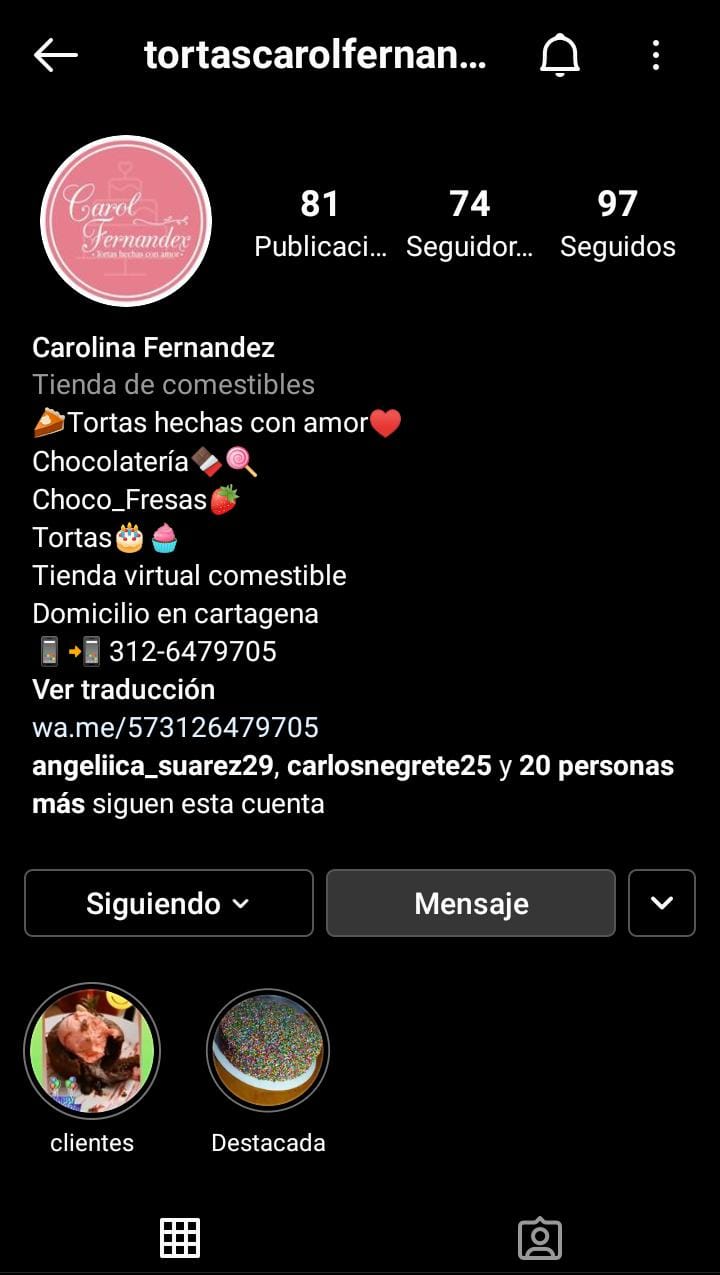 tortascarolfernan...
Carol
Fernandez
• Tortas hechas con amor •
81 74 97
Publicaci... Seguidor... Seguidos
Carolina Fernandez
Tienda de comestibles
🥧Tortas hechas con amor♥️
Chocolatería🍫🍭
Choco_Fresas🍓
Tortas🎂🧁
Tienda virtual comestible
Domicilio en cartagena
📲 312-6479705
Ver traducción
wa.me/573126479705
angeliica_suarez29, carlosnegrete25 y 20 personas
más siguen esta cuenta
Siguiendo Mensaje
clientes Destacada